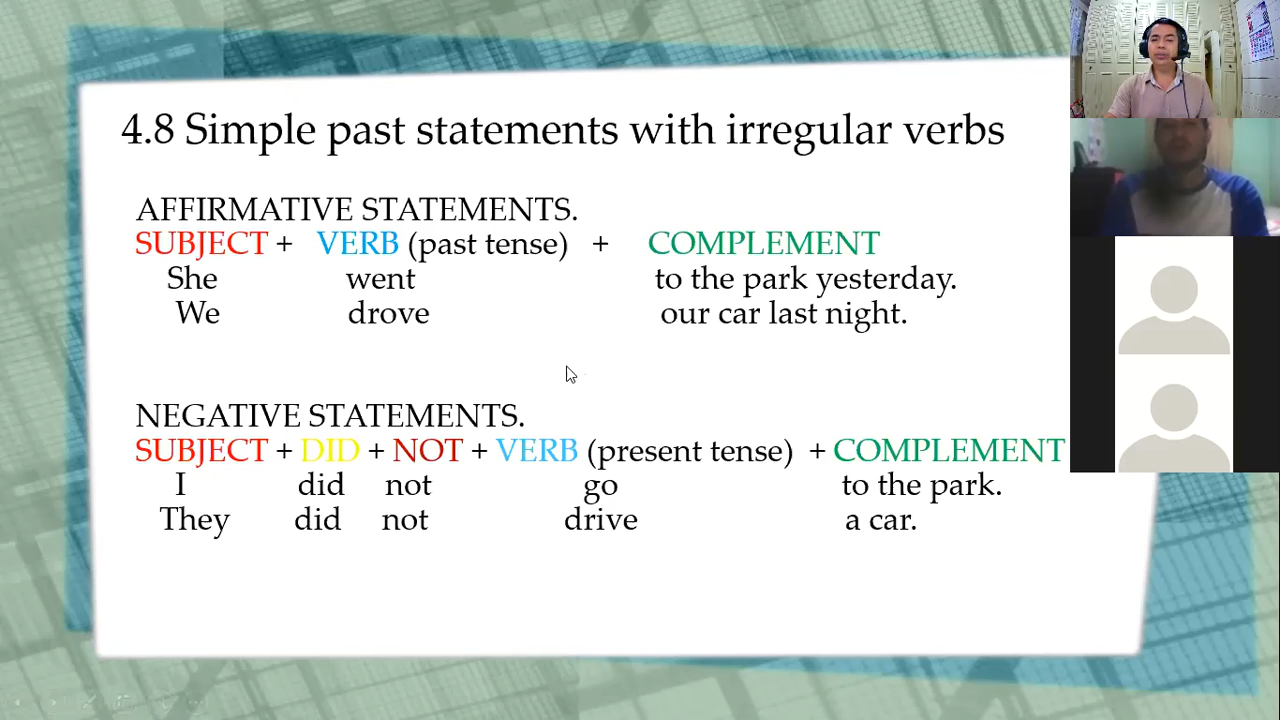 4.8 Simple past statements with irregular verbs
AFFIRMATIVE STATEMENTS.
SUBJECT + VERB (past tense) + COMPLEMENT
She went to the park yesterday.
We drove our car last night.
NEGATIVE STATEMENTS.
SUBJECT + DID + NOT + VERB (present tense) + COMPLEMENT
I did not go to the park.
They did not drive a car.